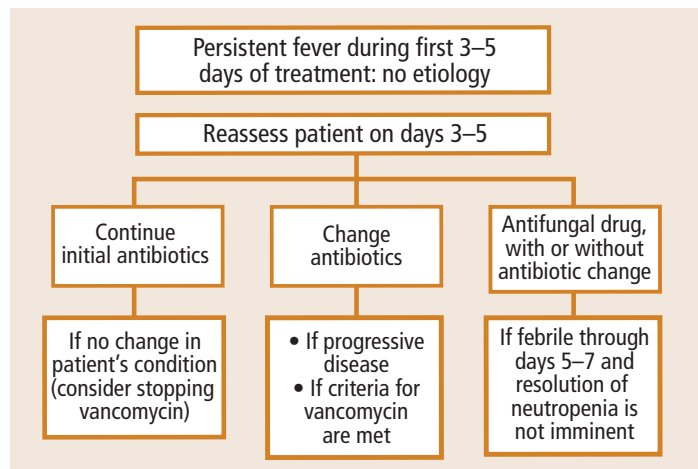 Persistent fever during first 3–5
days of treatment: no etiology
Reassess patient on days 3–5
Continue
initial antibiotics
Change
antibiotics
Antifungal drug,
with or without
antibiotic change
If no change in
patient's condition
(consider stopping
vancomycin)
• If progressive
disease
• If criteria for
vancomycin
are met
If febrile through
days 5–7 and
resolution of
neutropenia is
not imminent